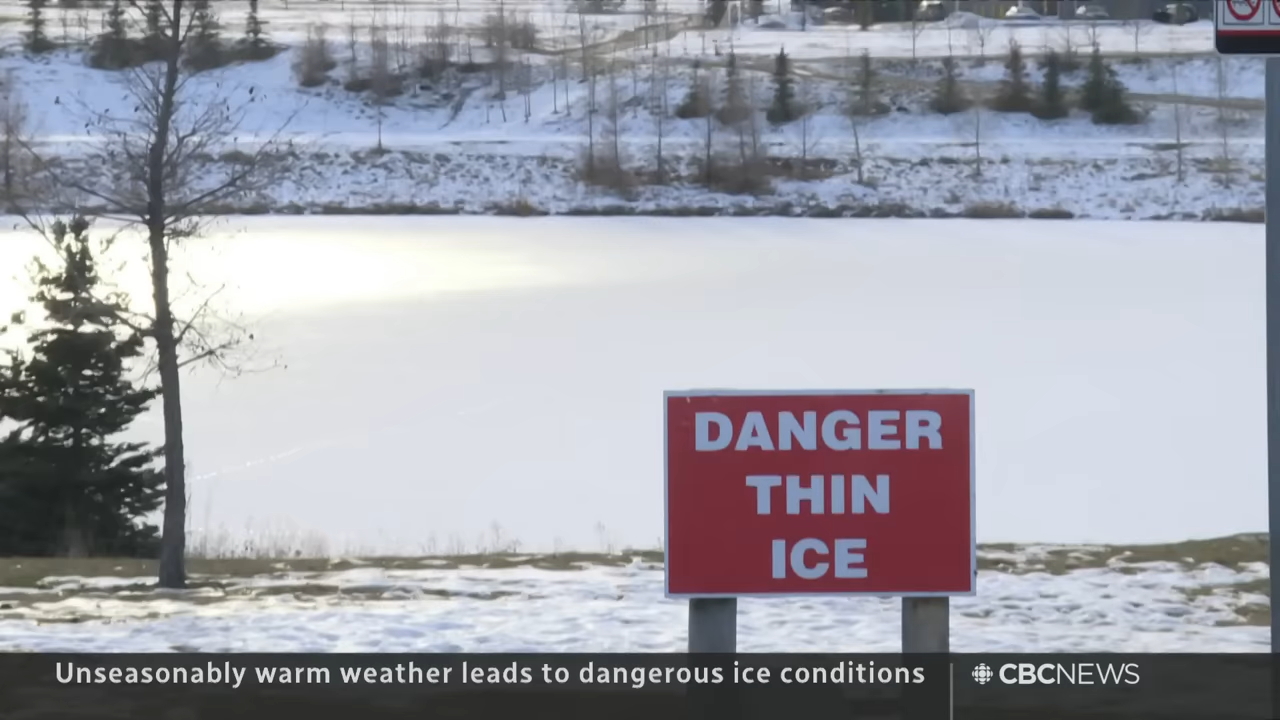 DANGER
THIN
ICE
Unseasonably warm weather leads to dangerous ice conditions
CBCNEWS